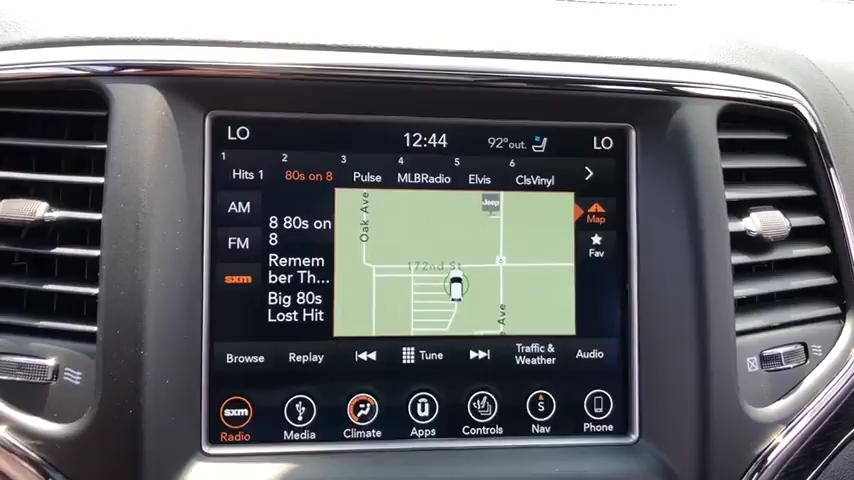 LO 12:44 92°out. LO
1 2 3 4 5 6
Hits 1 80s on 8 Pulse MLBRadio Elvis ClsVinyl
AM
FM
sxm
8 80s on
8
Remem
ber Th...
Big 80s
Lost Hit
Oak Ave
Jeep
172nd St
e Ave
Map
Fav
Browse Replay Tune Traffic &
Weather Audio
sxm
Radio Media Climate Apps Controls S
Nav Phone